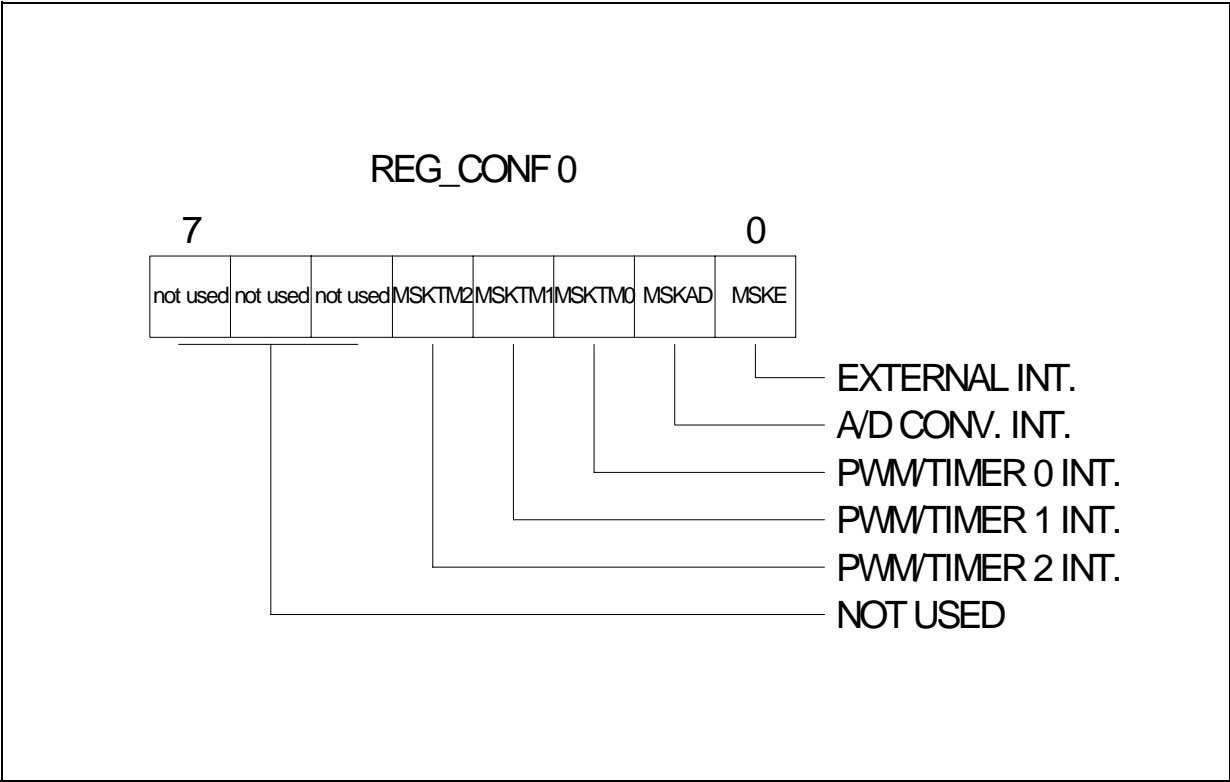 REG_CONF 0
7 0
not used not used not used MSKTM2 MSKTM1 MSKTM0 MSKAD MSKE
EXTERNAL INT.
A/D CONV. INT.
PWM/TIMER 0 INT.
PWM/TIMER 1 INT.
PWM/TIMER 2 INT.
NOT USED